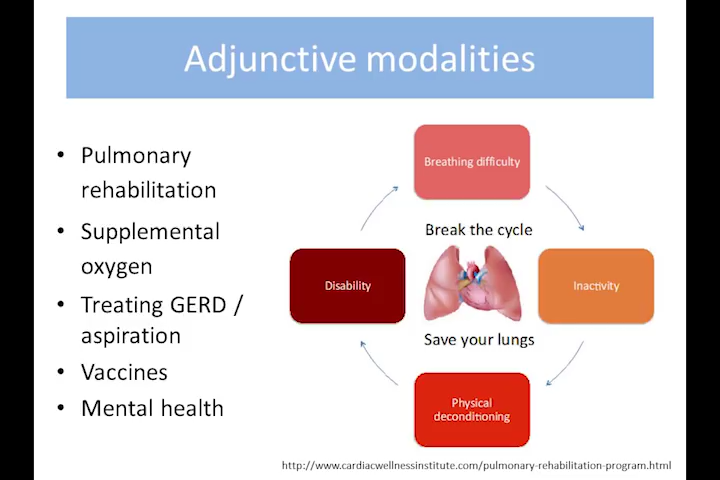 Adjunctive modalities
• Pulmonary
rehabilitation
• Supplemental
oxygen
• Treating GERD /
aspiration
• Vaccines
• Mental health
Breathing difficulty
Break the cycle
Disability
Inactivity
Save your lungs
Physical
deconditioning
http://www.cardiacwellnessinstitute.com/pulmonary-rehabilitation-program.html